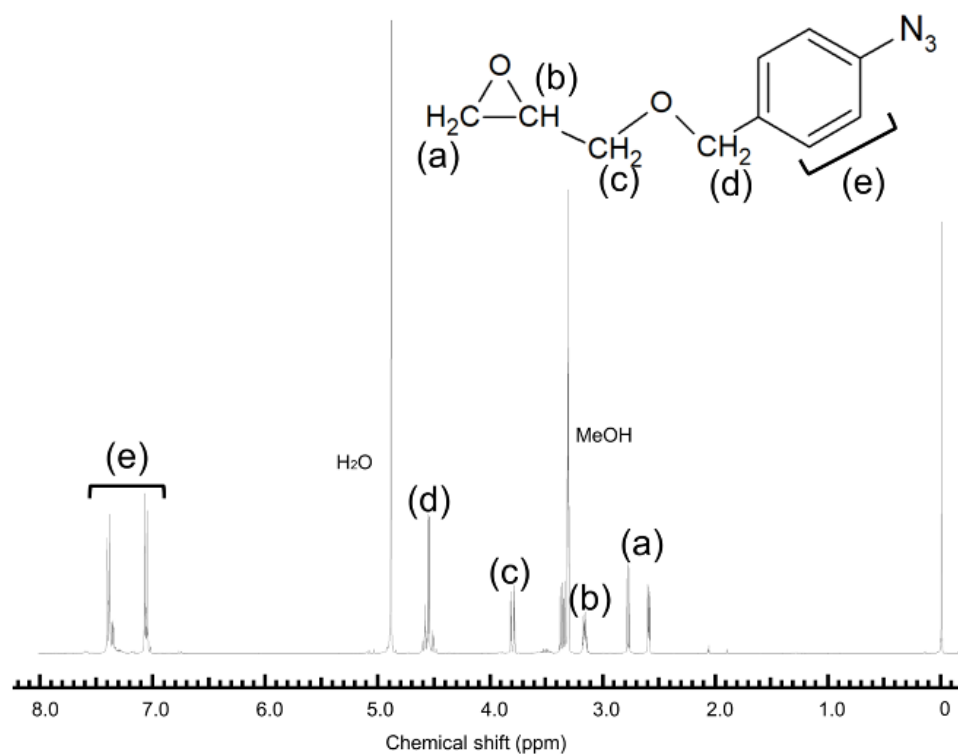 N₃
O
(b)
H₂C
CH
O
(a)
CH₂
CH₂
(c)
(d)
(e)
MeOH
(e)
H₂O
(d)
(a)
(c)
(b)
8.0 7.0 6.0 5.0 4.0 3.0 2.0 1.0 0
Chemical shift (ppm)